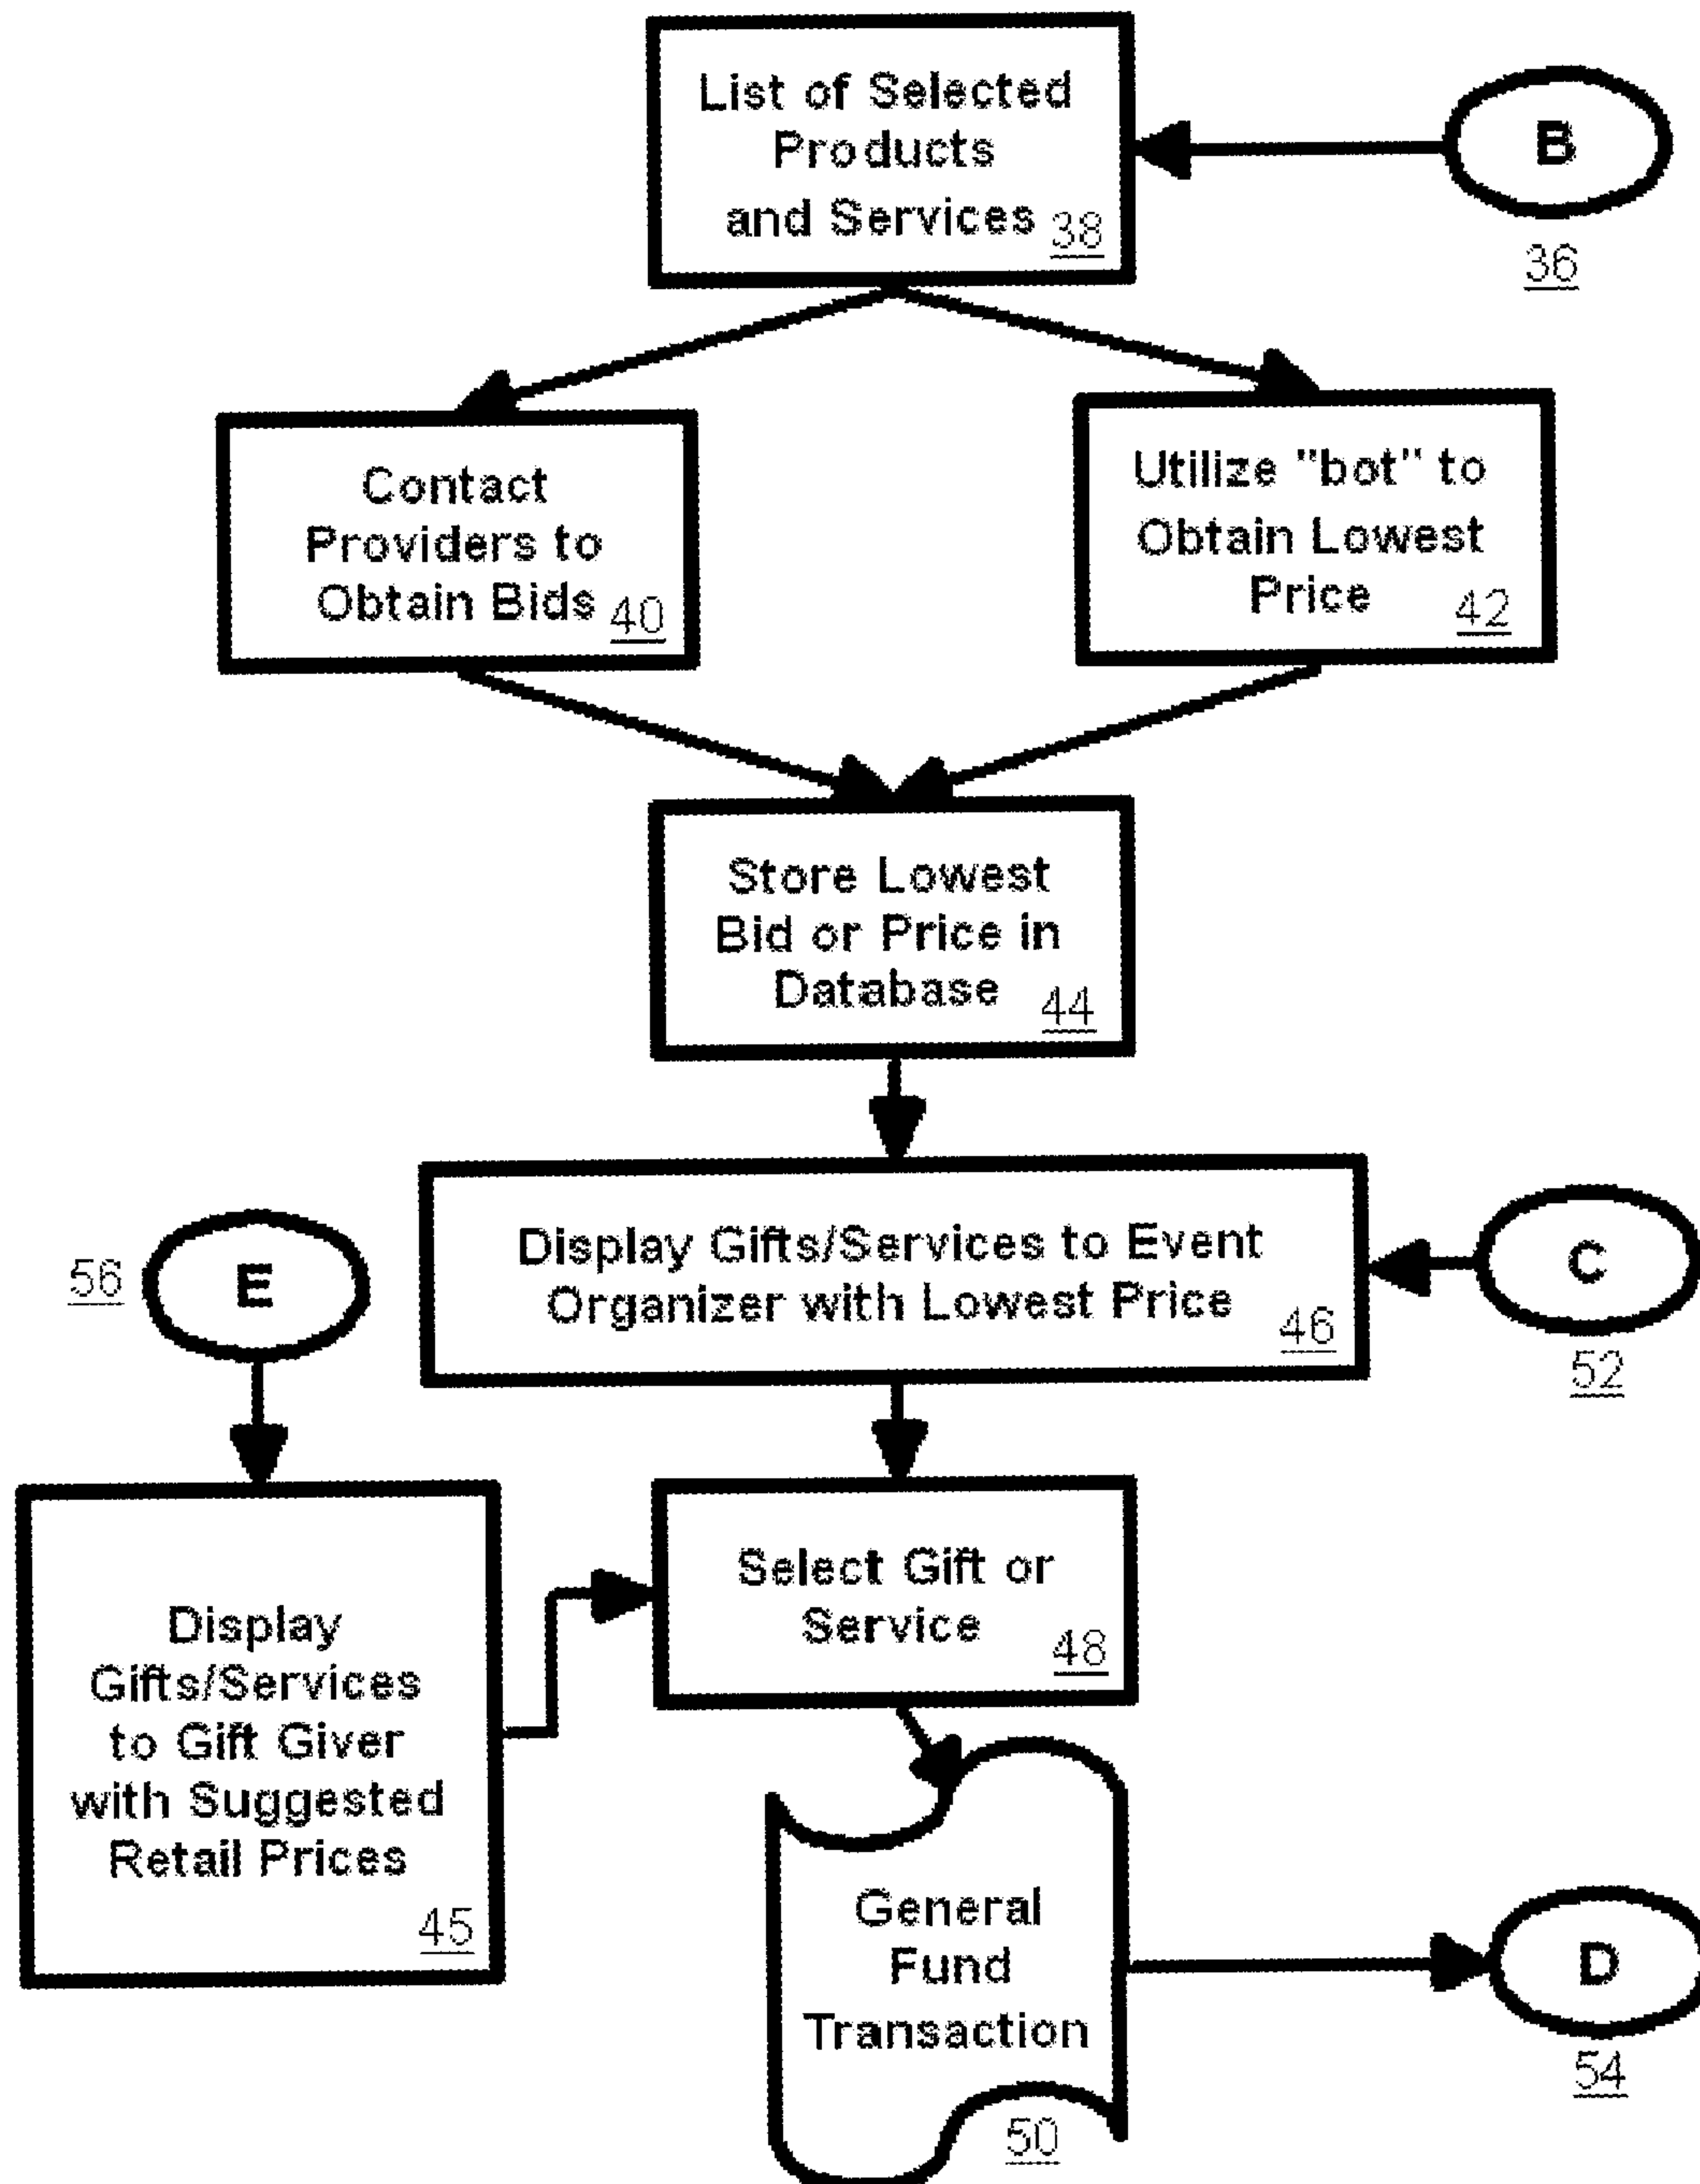 List of Selected
Products
and Services 38
B
36
Contact
Providers to
Obtain Bids 40
Utilize "bot" to
Obtain Lowest
Price 42
Store Lowest
Bid or Price in
Database 44
56 E
Display Gifts/Services to Event
Organizer with Lowest Price 46
C
52
Display
Gifts/Services
to Gift Giver
with Suggested
Retail Prices
45
Select Gift or
Service 48
General
Fund
Transaction
50
D
54